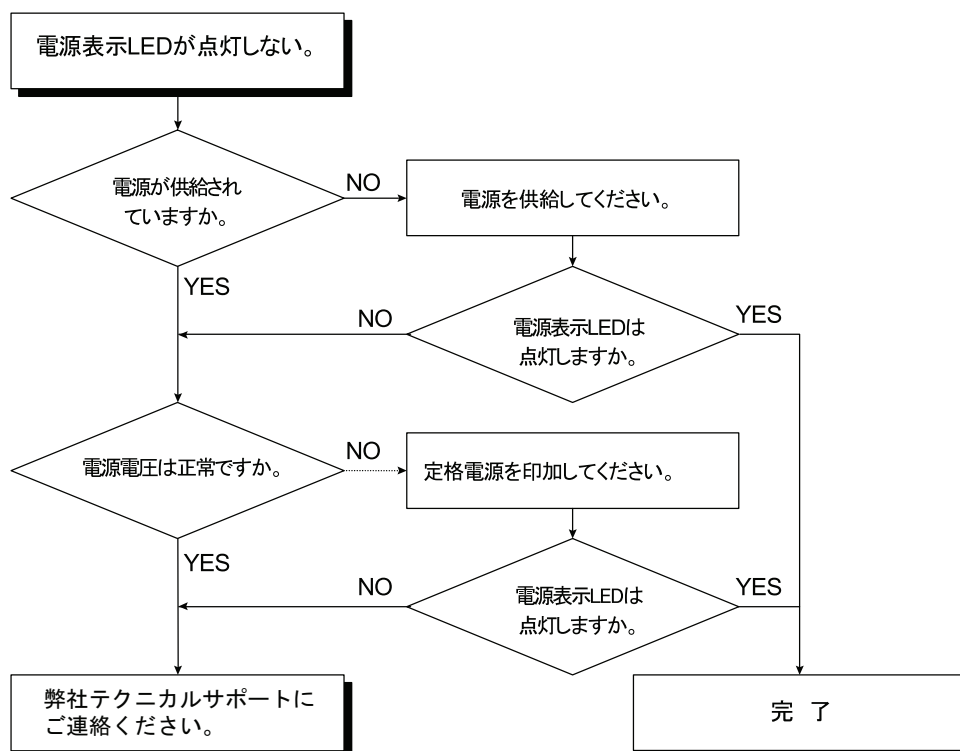 電源表示LEDが点灯しない。
電源が供給され
ていますか。
NO
電源を供給してください。
YES
NO
電源表示LEDは
点灯しますか。
YES
電源電圧は正常ですか。
NO
定格電源を印加してください。
YES
NO
電源表示LEDは
点灯しますか。
YES
弊社テクニカルサポートに
ご連絡ください。
完 了